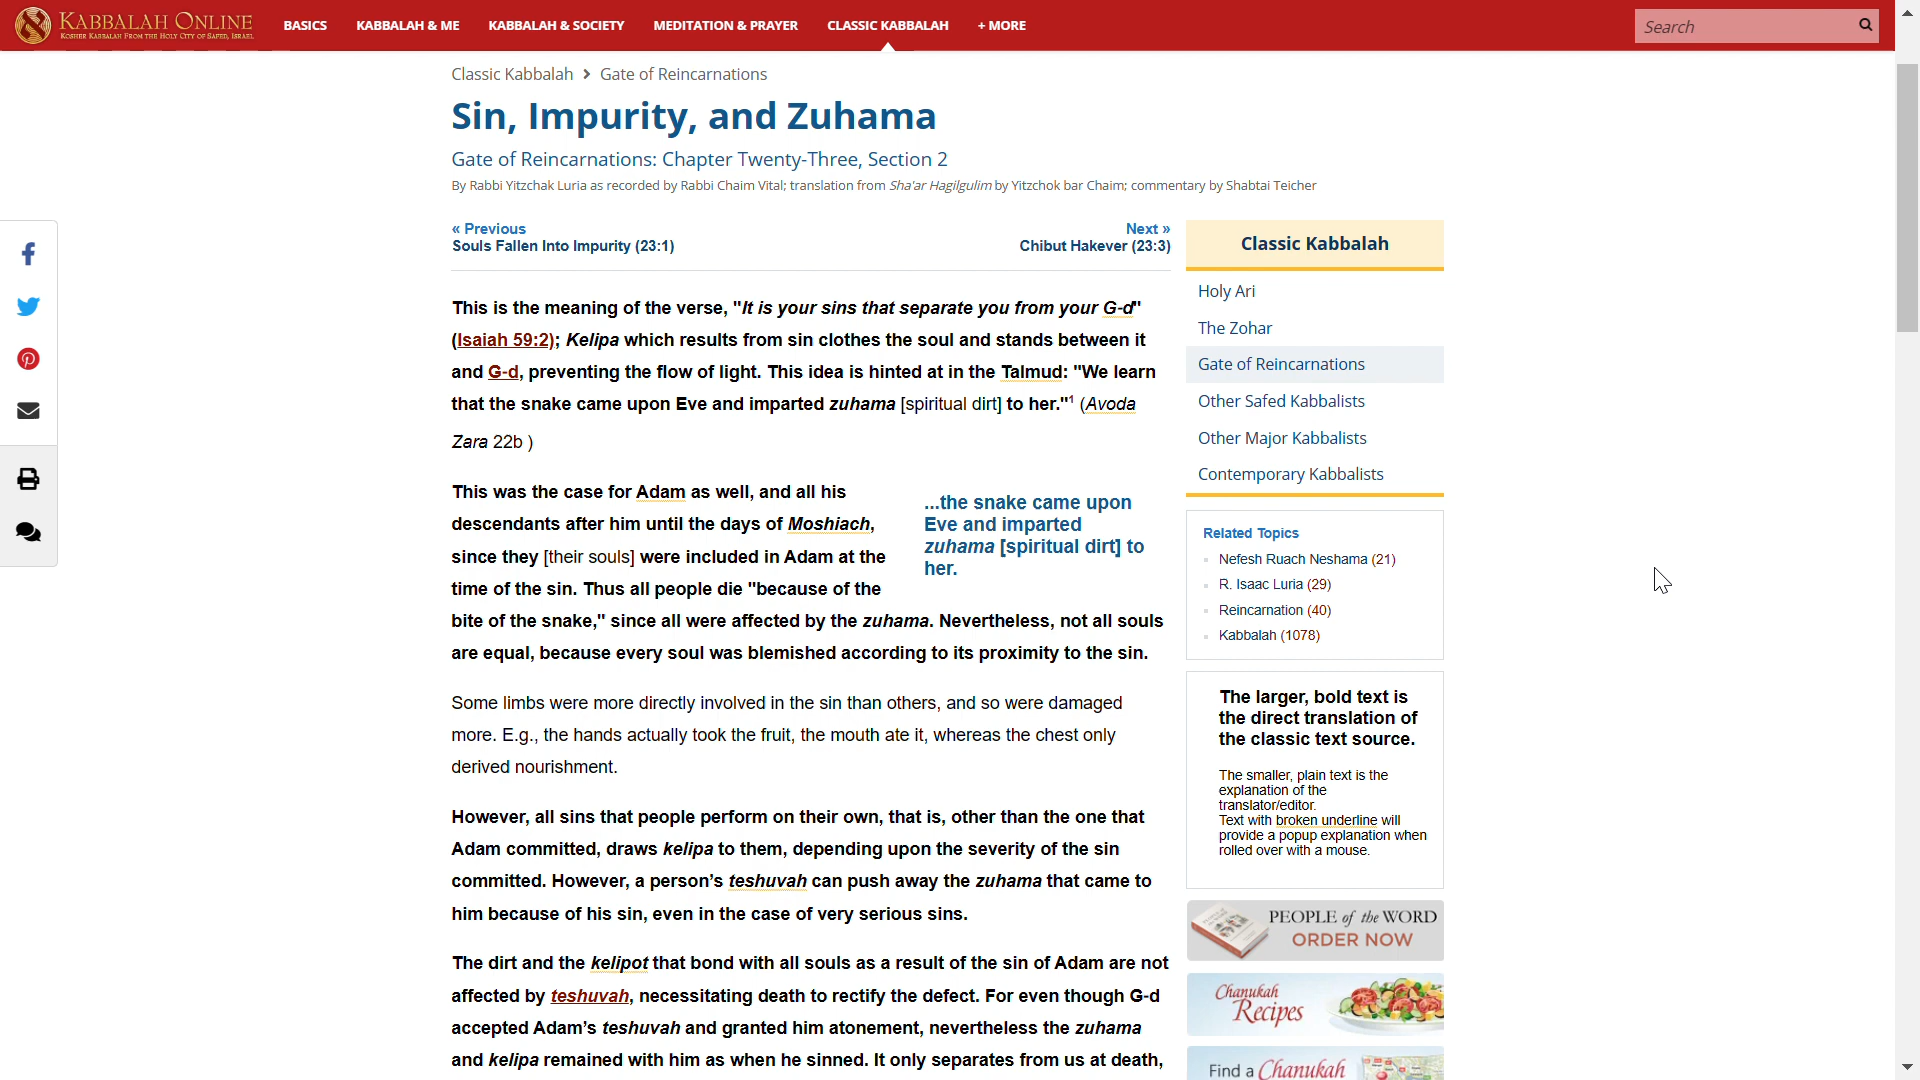 KABBALAH ONLINE
KOSHER KABBALAH FROM THE HOLY CITY OF SAFED, ISRAEL
BASICS KABBALAH & ME KABBALAH & SOCIETY MEDITATION & PRAYER CLASSIC KABBALAH + MORE
Search
Classic Kabbalah > Gate of Reincarnations
Sin, Impurity, and Zuhama
Gate of Reincarnations: Chapter Twenty-Three, Section 2
By Rabbi Yitzchak Luria as recorded by Rabbi Chaim Vital; translation from Sha'ar Hagilgulim by Yitzchok bar Chaim; commentary by Shabtai Teicher
« Previous
Souls Fallen Into Impurity (23:1)
Next »
Chibut Hakever (23:3)
This is the meaning of the verse, "It is your sins that separate you from your G-d"
(Isaiah 59:2); Kelipa which results from sin clothes the soul and stands between it
and G-d, preventing the flow of light. This idea is hinted at in the Talmud: "We learn
that the snake came upon Eve and imparted zuhama [spiritual dirt] to her."1 (Avoda
Zara 22b )
This was the case for Adam as well, and all his
descendants after him until the days of Moshiach,
since they [their souls] were included in Adam at the
time of the sin. Thus all people die "because of the
bite of the snake," since all were affected by the zuhama. Nevertheless, not all souls
are equal, because every soul was blemished according to its proximity to the sin.
...the snake came upon
Eve and imparted
zuhama [spiritual dirt] to
her.
Some limbs were more directly involved in the sin than others, and so were damaged
more. E.g., the hands actually took the fruit, the mouth ate it, whereas the chest only
derived nourishment.
However, all sins that people perform on their own, that is, other than the one that
Adam committed, draws kelipa to them, depending upon the severity of the sin
committed. However, a person's teshuvah can push away the zuhama that came to
him because of his sin, even in the case of very serious sins.
The dirt and the kelipot that bond with all souls as a result of the sin of Adam are not
affected by teshuvah, necessitating death to rectify the defect. For even though G-d
accepted Adam's teshuvah and granted him atonement, nevertheless the zuhama
and kelipa remained with him as when he sinned. It only separates from us at death,
Classic Kabbalah
Holy Ari
The Zohar
Gate of Reincarnations
Other Safed Kabbalists
Other Major Kabbalists
Contemporary Kabbalists
Related Topics
Nefesh Ruach Neshama (21)
R. Isaac Luria (29)
Reincarnation (40)
Kabbalah (1078)
The larger, bold text is
the direct translation of
the classic text source.
The smaller, plain text is the
explanation of the
translator/editor.
Text with broken underline will
provide a popup explanation when
rolled over with a mouse.
PEOPLE of the WORD
ORDER NOW
Chanukah
Recipes
Find a Chanukah